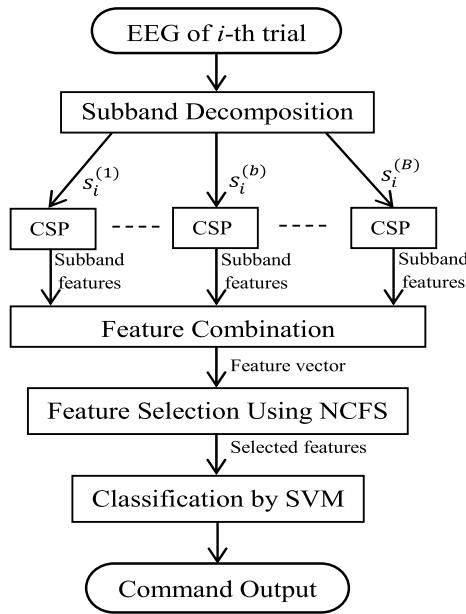 EEG of i-th trial
Subband Decomposition
s_i^{(1)} s_i^{(b)} s_i^{(B)}
CSP CSP CSP
Subband features Subband features Subband features
Feature Combination
Feature vector
Feature Selection Using NCFS
Selected features
Classification by SVM
Command Output